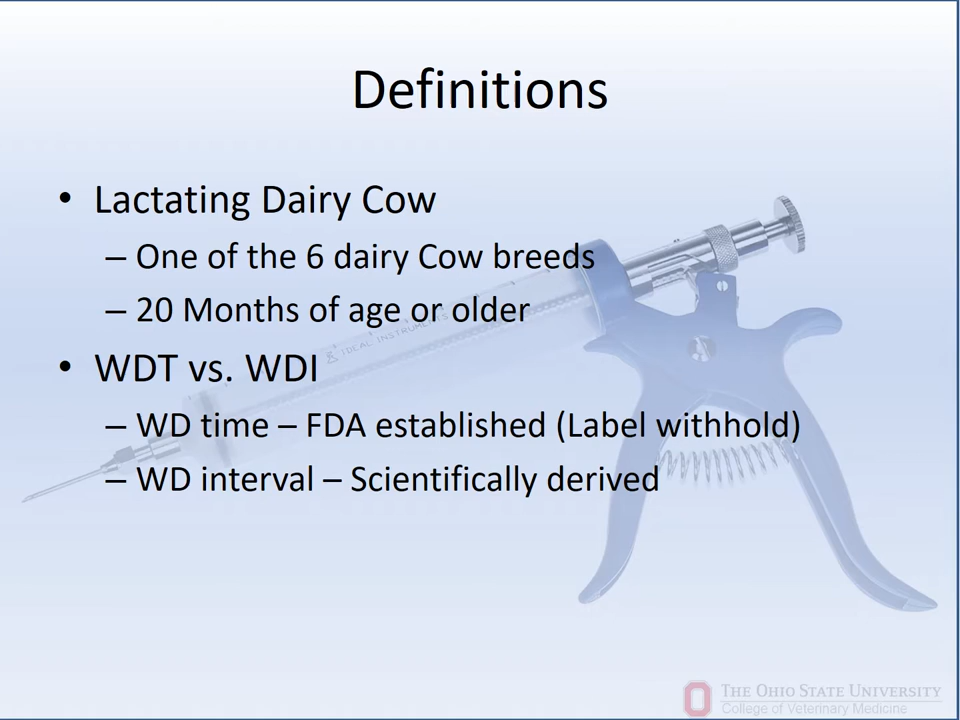 Definitions
• Lactating Dairy Cow
– One of the 6 dairy Cow breeds
– 20 Months of age or older
• WDT vs. WDI
– WD time – FDA established (Label withhold)
– WD interval – Scientifically derived
IDEAL INSTRUMENTS
THE OHIO STATE UNIVERSITY
College of Veterinary Medicine